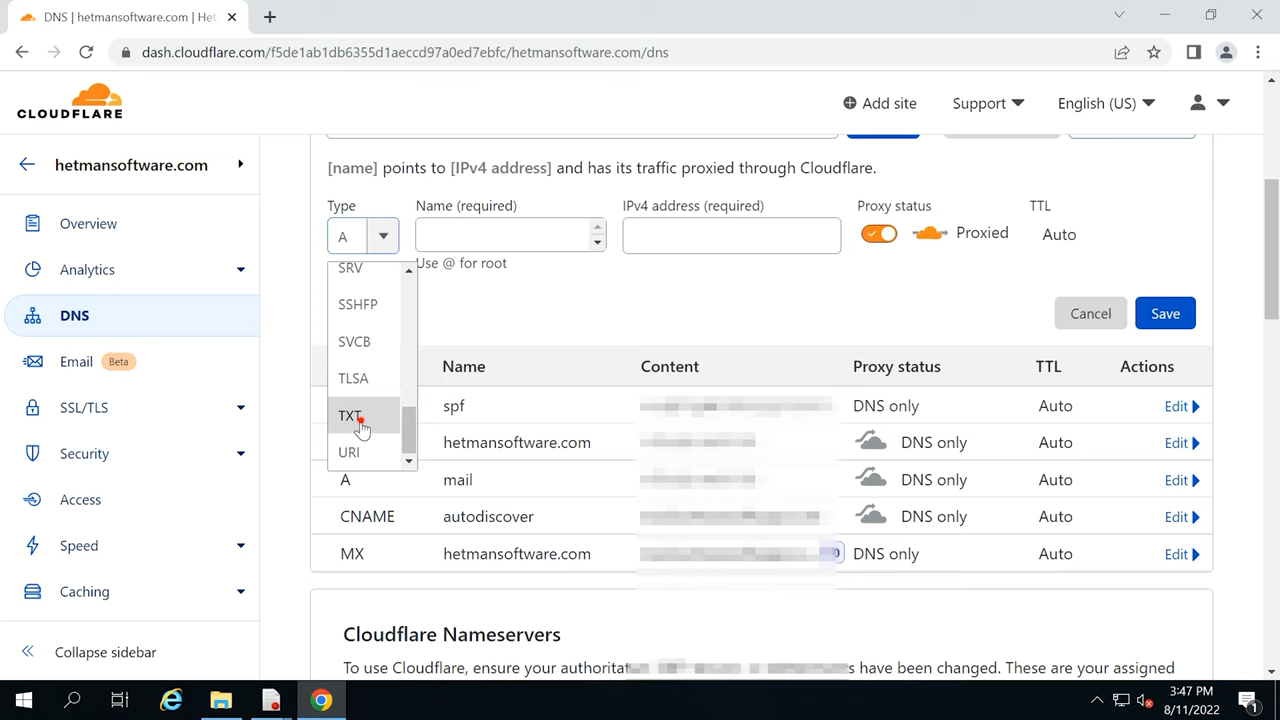 DNS | hetmansoftware.com | Het
dash.cloudflare.com/f5de1ab1db6355d1aeccd97a0ed7ebfc/hetmansoftware.com/dns
CLOUDFLARE
Add site
Support
English (US)
hetmansoftware.com
Overview
Analytics
DNS
Email Beta
SSL/TLS
Security
Access
Speed
Caching
Collapse sidebar
[name] points to [IPv4 address] and has its traffic proxied through Cloudflare.
Type Name (required) IPv4 address (required) Proxy status TTL
A Proxied Auto
Use @ for root
SRV
SSHFP
SVCB
TLSA
TXT
URI
Cancel Save
Name Content Proxy status TTL Actions
spf DNS only Auto Edit
hetmansoftware.com DNS only Auto Edit
A mail DNS only Auto Edit
CNAME autodiscover DNS only Auto Edit
MX hetmansoftware.com 0 DNS only Auto Edit
Cloudflare Nameservers
To use Cloudflare, ensure your s have been changed. These are your assigned
3:47 PM
8/11/2022
1